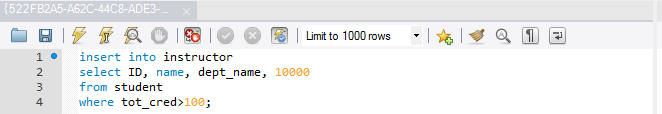 {522FB2A5-A62C-44C8-ADE3-...
Limit to 1000 rows
1 insert into instructor
2 select ID, name, dept_name, 10000
3 from student
4 where tot_cred>100;